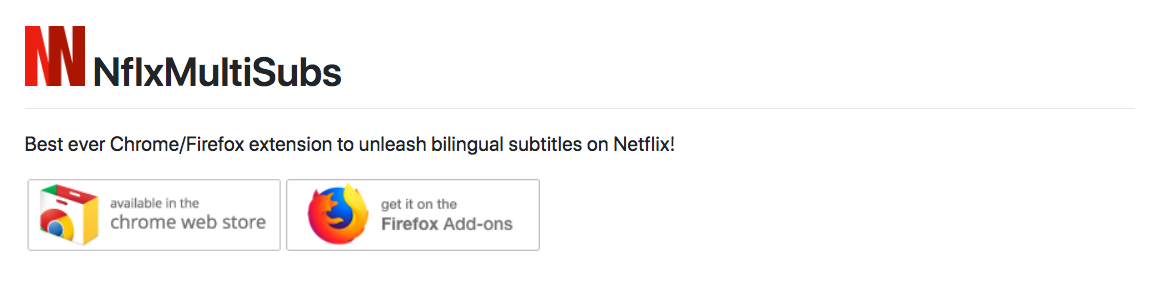 NN NflxMultiSubs
Best ever Chrome/Firefox extension to unleash bilingual subtitles on Netflix!
available in the
chrome web store
get it on the
Firefox Add-ons